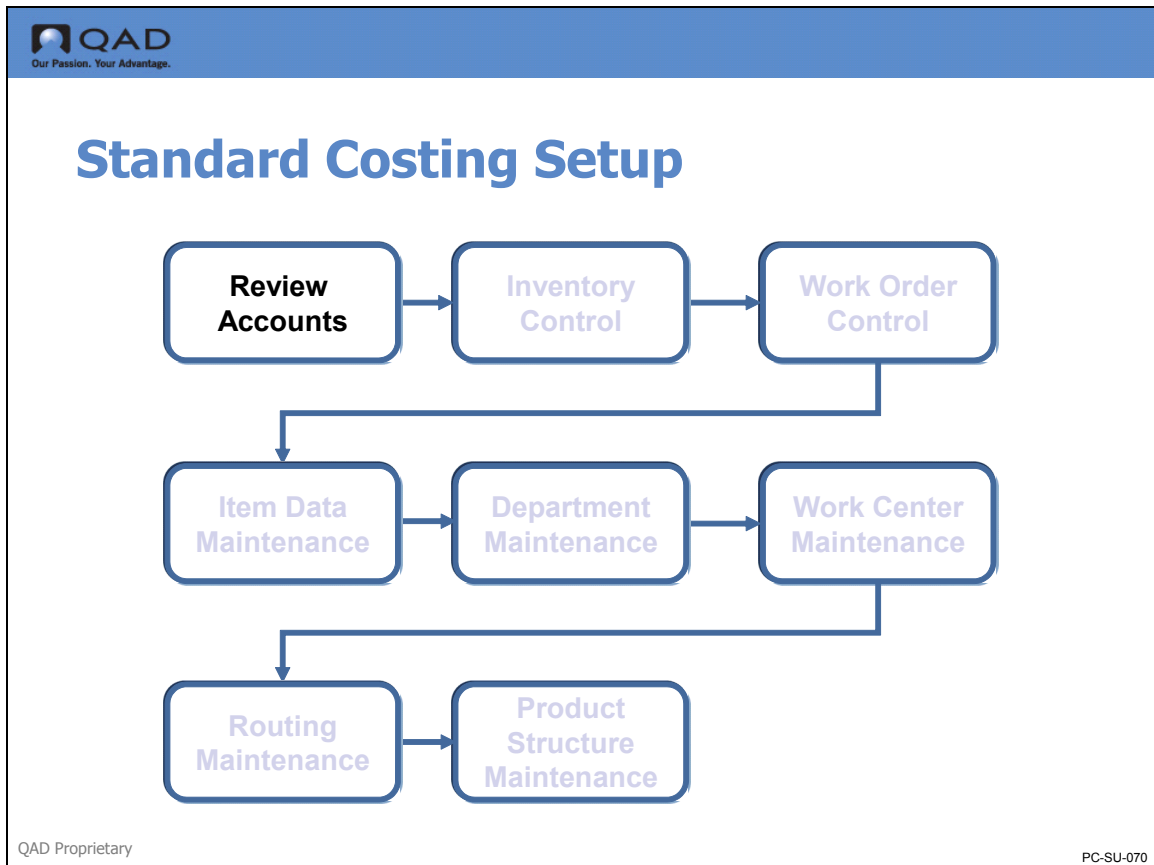 QAD
Our Passion. Your Advantage.
Standard Costing Setup
Review
Accounts
Inventory
Control
Work Order
Control
Item Data
Maintenance
Department
Maintenance
Work Center
Maintenance
Routing
Maintenance
Product
Structure
Maintenance
QAD Proprietary
PC-SU-070